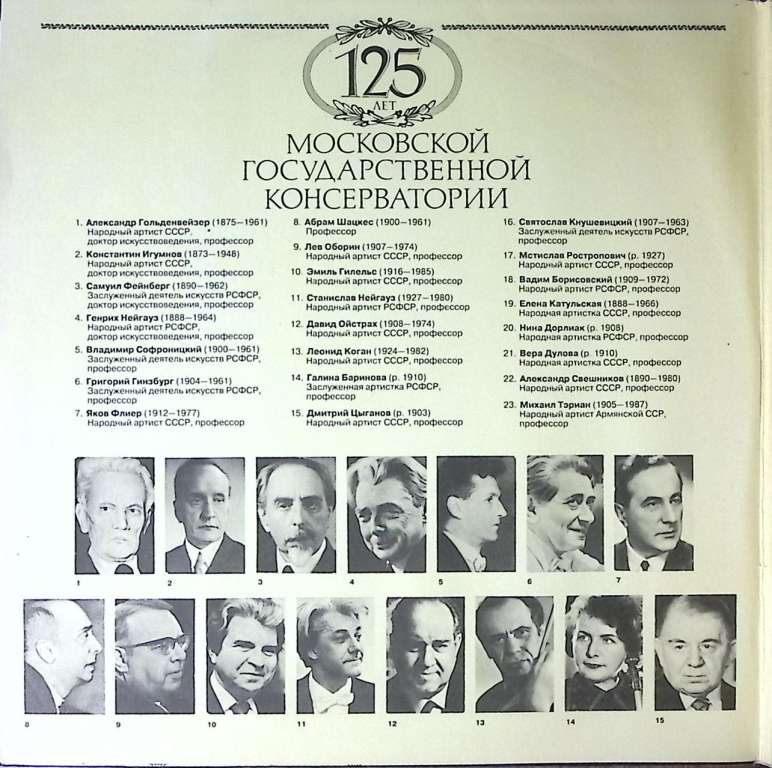 125
ЛЕТ
МОСКОВСКОЙ
ГОСУДАРСТВЕННОЙ
КОНСЕРВАТОРИИ
1. Александр Гольденвейзер (1875—1961)
Народный артист СССР,
доктор искусствоведения, профессор
2. Константин Игумнов (1873—1948)
Народный артист СССР,
доктор искусствоведения, профессор
3. Самуил Фейнберг (1890—1962)
Заслуженный деятель искусств РСФСР,
доктор искусствоведения, профессор
4. Генрих Нейгауз (1888—1964)
Народный артист РСФСР,
доктор искусствоведения, профессор
5. Владимир Софроницкий (1900—1961)
Заслуженный деятель искусств РСФСР,
профессор
6. Григорий Гинзбург (1904—1961)
Заслуженный деятель искусств РСФСР,
профессор
7. Яков Флиер (1912—1977)
Народный артист СССР, профессор
8. Абрам Шацкес (1900—1961)
Профессор
9. Лев Оборин (1907—1974)
Народный артист СССР, профессор
10. Эмиль Гилельс (1916—1985)
Народный артист СССР, профессор
11. Станислав Нейгауз (1927—1980)
Народный артист РСФСР, профессор
12. Давид Ойстрах (1908—1974)
Народный артист СССР, профессор
13. Леонид Коган (1924—1982)
Народный артист СССР, профессор
14. Галина Баринова (р. 1910)
Заслуженная артистка РСФСР,
профессор
15. Дмитрий Цыганов (р. 1903)
Народный артист СССР, профессор
16. Святослав Кнушевицкий (1907—1963)
Заслуженный деятель искусств РСФСР,
профессор
17. Мстислав Ростропович (р. 1927)
Народный артист СССР, профессор
18. Вадим Борисовский (1909—1972)
Народный артист РСФСР, профессор
19. Елена Катульская (1888—1966)
Народная артистка СССР, профессор
20. Нина Дорлиак (р. 1908)
Народная артистка РСФСР, профессор
21. Вера Дулова (р. 1910)
Народная артистка СССР, профессор
22. Александр Свешников (1890—1980)
Народный артист СССР, профессор
23. Михаил Тэриан (1905—1987)
Народный артист Армянской ССР,
профессор
1 2 3 4 5 6 7
8 9 10 11 12 13 14 15